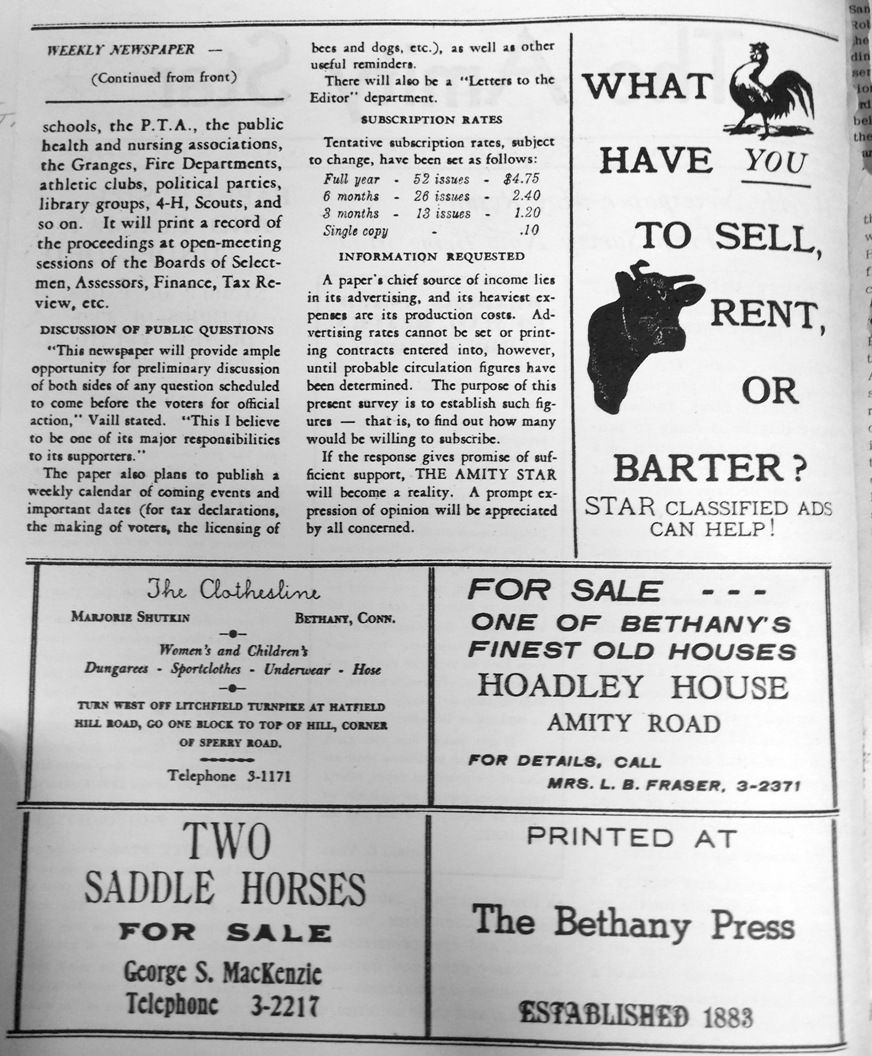 WEEKLY NEWSPAPER —
(Continued from front)
schools, the P.T.A., the public
health and nursing associations,
the Granges, Fire Departments,
athletic clubs, political parties,
library groups, 4-H, Scouts, and
so on. It will print a record of
the proceedings at open-meeting
sessions of the Boards of Select-
men, Assessors, Finance, Tax Re-
view, etc.
DISCUSSION OF PUBLIC QUESTIONS
"This newspaper will provide ample
opportunity for preliminary discussion
of both sides of any question scheduled
to come before the voters for official
action," Vaill stated. "This I believe
to be one of its major responsibilities
to its supporters."
The paper also plans to publish a
weekly calendar of coming events and
important dates (for tax declarations,
the making of voters, the licensing of
bees and dogs, etc.), as well as other
useful reminders.
There will also be a "Letters to the
Editor" department.
SUBSCRIPTION RATES
Tentative subscription rates, subject
to change, have been set as follows:
Full year - 52 issues - $4.75
6 months - 26 issues - 2.40
3 months - 13 issues - 1.20
Single copy - .10
INFORMATION REQUESTED
A paper's chief source of income lies
in its advertising, and its heaviest ex-
penses are its production costs. Ad-
vertising rates cannot be set or print-
ing contracts entered into, however,
until probable circulation figures have
been determined. The purpose of this
present survey is to establish such fig-
ures — that is, to find out how many
would be willing to subscribe.
If the response gives promise of suf-
ficient support, THE AMITY STAR
will become a reality. A prompt ex-
pression of opinion will be appreciated
by all concerned.
WHAT
HAVE YOU
TO SELL,
RENT,
OR
BARTER?
STAR CLASSIFIED ADS
CAN HELP!
The Clothesline
MARJORIE SHUTKIN BETHANY, CONN.
Women's and Children's
Dungarees - Sportclothes - Underwear - Hose
TURN WEST OFF LITCHFIELD TURNPIKE AT HATFIELD
HILL ROAD, GO ONE BLOCK TO TOP OF HILL, CORNER
OF SPERRY ROAD.
Telephone 3-1171
FOR SALE - - -
ONE OF BETHANY'S
FINEST OLD HOUSES
HOADLEY HOUSE
AMITY ROAD
FOR DETAILS, CALL
MRS. L. B. FRASER, 3-2371
TWO
SADDLE HORSES
FOR SALE
George S. MacKenzie
Telephone 3-2217
PRINTED AT
The Bethany Press
ESTABLISHED 1883